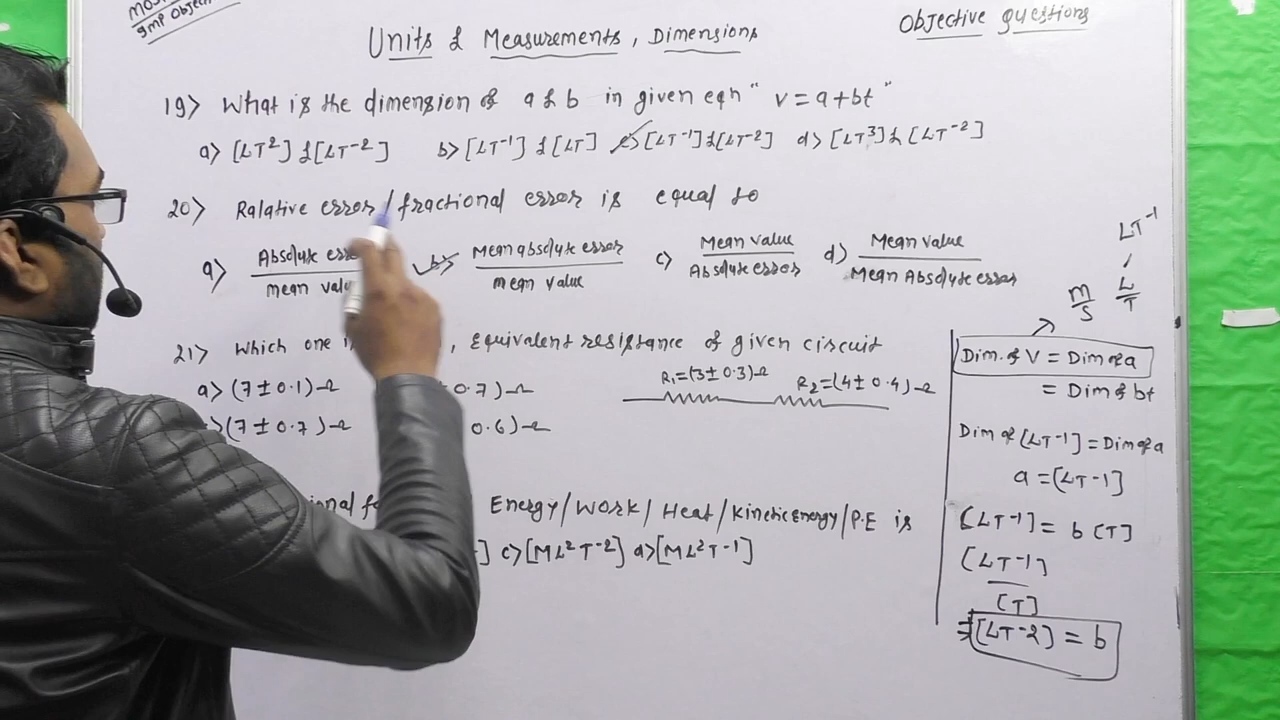 gmp Object
Objective questions
Units & Measurements, Dimensions
19> What is the dimension of a & b in given eqn " v = a+bt "
a> [LT²] & [LT⁻²] b> [LT⁻¹] & [LT] c> [LT⁻¹] & [LT⁻²] d> [LT³] & [LT⁻²]
20> Ralative error/fractional error is equal to
a) Absolute / mean b> Mean absolute error / mean value c) Mean value / Absolute error d) Mean value / Mean Absolute error
21> Which one , Equivalent resistance of given circuit
a> (7 ± 0.1)-Ω 0.7)-Ω R₁=(3±0.3)-Ω R₂=(4±0.4)-Ω
>(7 ± 0.7)-Ω 0.6)-Ω
Energy/Work/Heat/Kinetic Energy/P.E is
] c>[ML²T⁻²] d>[ML²T⁻¹]
LT⁻¹
M/S L/T
Dim. of V = Dim of a
= Dim of bt
Dim of [LT⁻¹] = Dim of a
a = [LT⁻¹]
[LT⁻¹] = b [T]
[LT⁻¹]
[T]
= [LT⁻²] = b